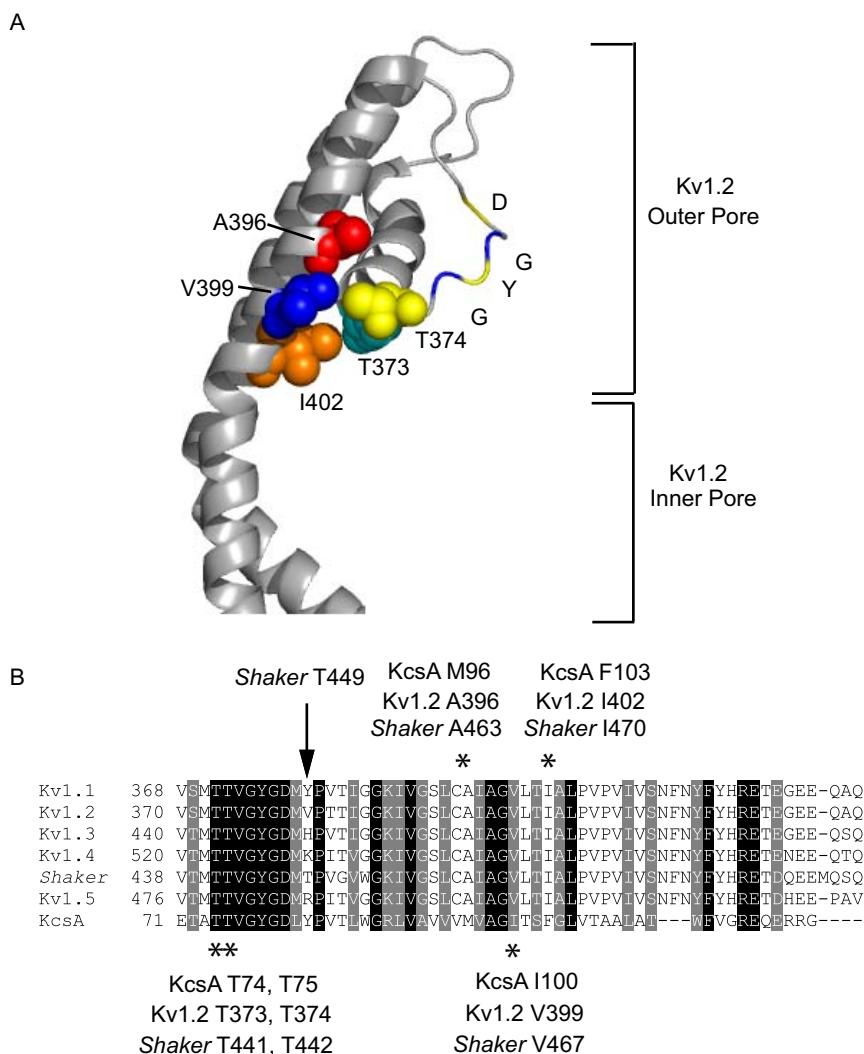 A
A396
V399
I402
T373
T374
D
G
Y
G
Kv1.2
Outer Pore
Kv1.2
Inner Pore
B
Shaker T449
KcsA M96
Kv1.2 A396
Shaker A463
*
KcsA F103
Kv1.2 I402
Shaker I470
*
Kv1.1 368 VSMTTVGYGDMYPVTIGGKIVGSLCAIAGVLTIALPVPVIVSNFNYFYHRETEGEE-QAQ
Kv1.2 370 VSMTTVGYGDMVPTTIGGKIVGSLCAIAGVLTIALPVPVIVSNFNYFYHRETEGEE-QAQ
Kv1.3 440 VTMTTVGYGDMHPVTIGGKIVGSLCAIAGVLTIALPVPVIVSNFNYFYHRETEGEE-QSQ
Kv1.4 520 VTMTTVGYGDMKPITVGGKIVGSLCAIAGVLTIALPVPVIVSNFNYFYHRETENEE-QTQ
Shaker 438 VTMTTVGYGDMTPVGVWGKIVGSLCAIAGVLTIALPVPVIVSNFNYFYHRETDQEEMQSQ
Kv1.5 476 VTMTTVGYGDMRPITVGGKIVGSLCAIAGVLTIALPVPVIVSNFNYFYHRETDHEE-PAV
KcsA 71 ETATTVGYGDLYPVTLWGRLVAVVVMVAGITSFGLVTAALAT---WFVGREQERRG----
**
KcsA T74, T75
Kv1.2 T373, T374
Shaker T441, T442
*
KcsA I100
Kv1.2 V399
Shaker V467